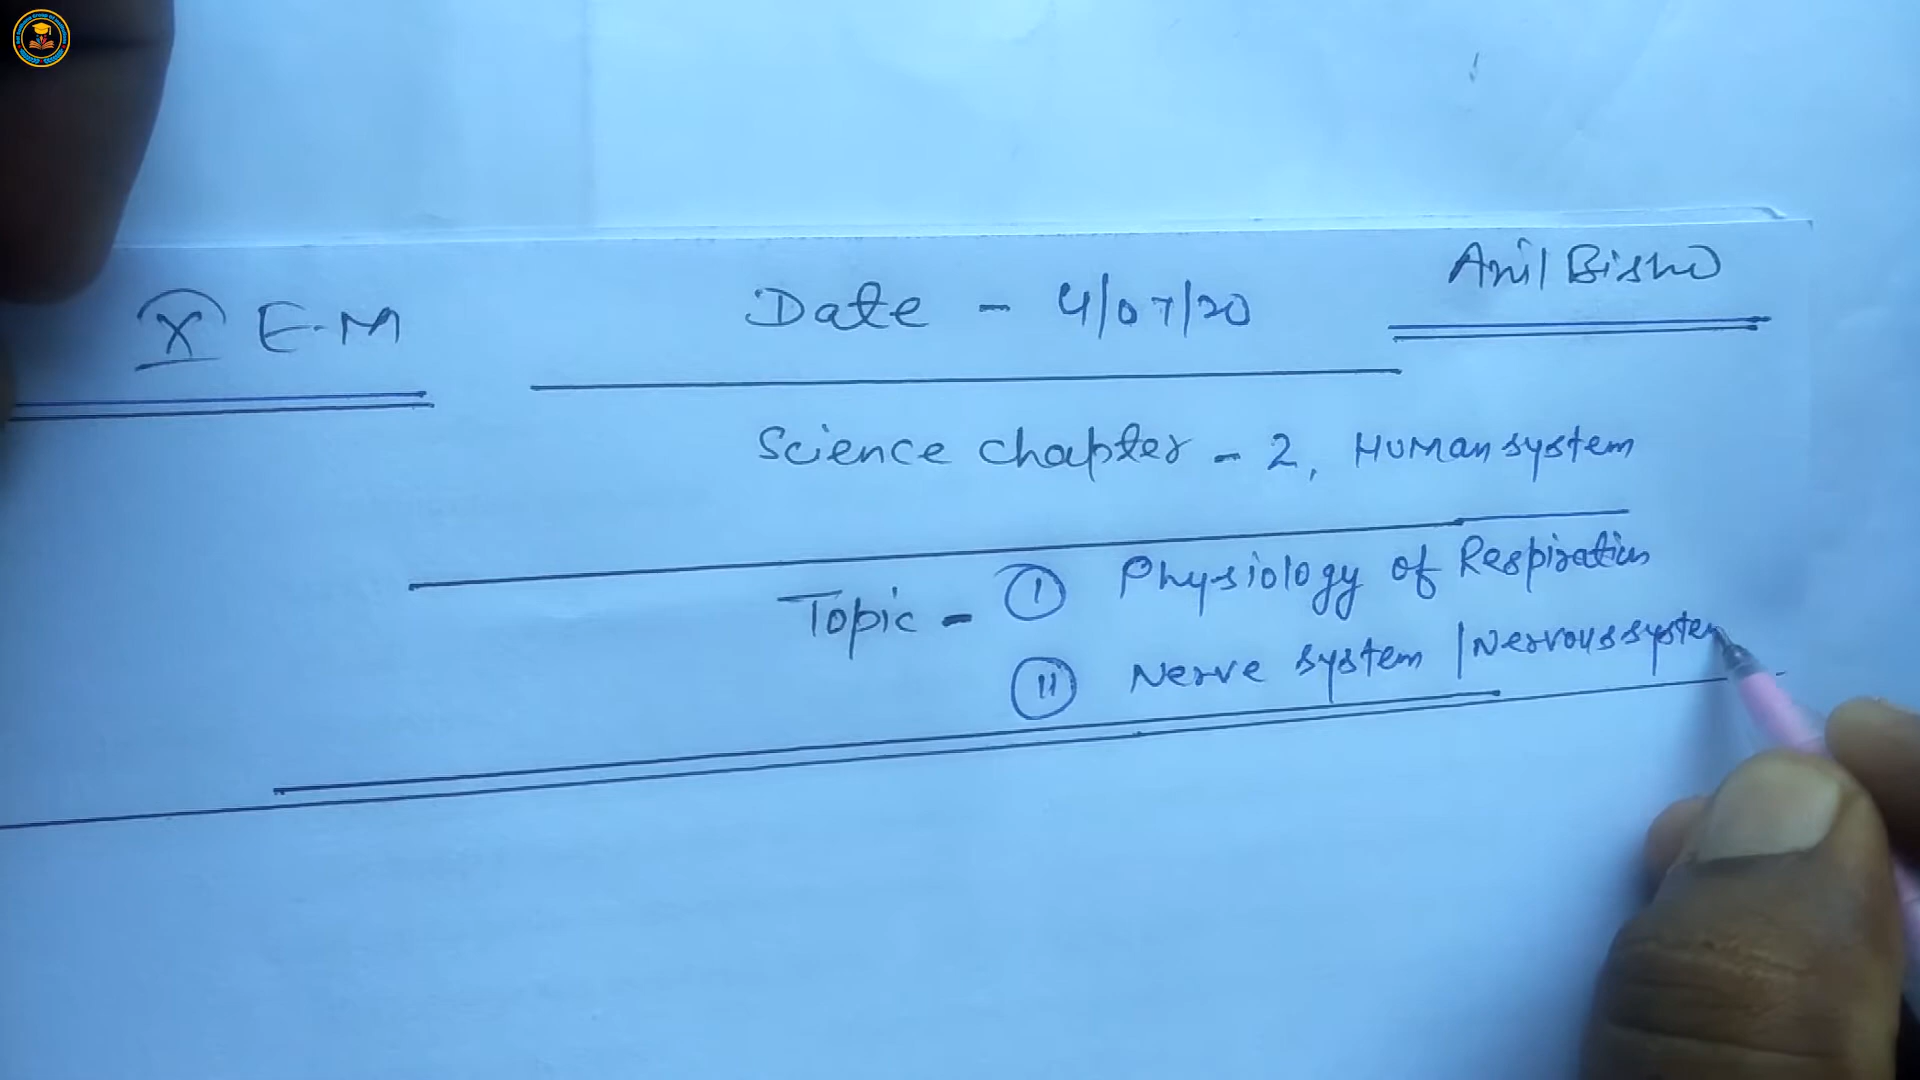 X E-M
Date - 4/07/20
Anil Bisno
Science chapter - 2, Human system
Topic - I Physiology of Respiration
II Nerve system / Nervous system